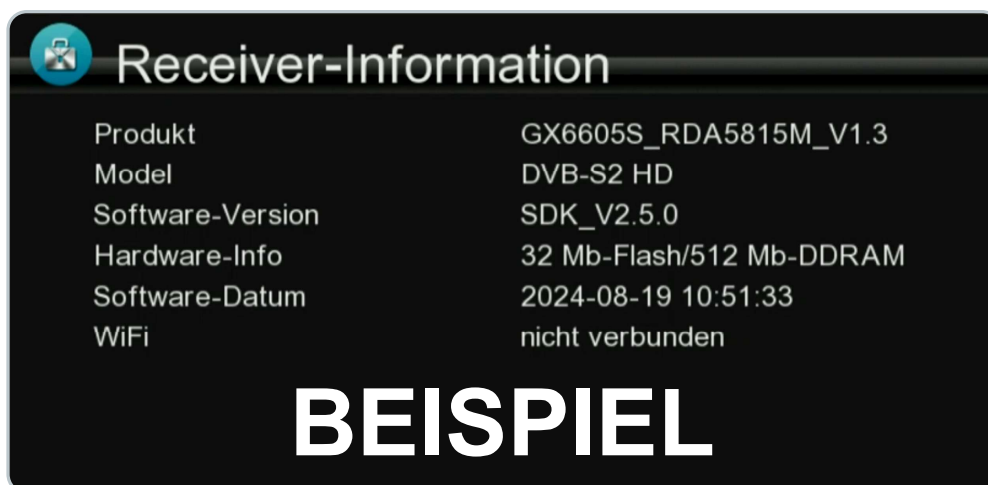 Receiver-Information
Produkt GX6605S_RDA5815M_V1.3
Model DVB-S2 HD
Software-Version SDK_V2.5.0
Hardware-Info 32 Mb-Flash/512 Mb-DDRAM
Software-Datum 2024-08-19 10:51:33
WiFi nicht verbunden
BEISPIEL